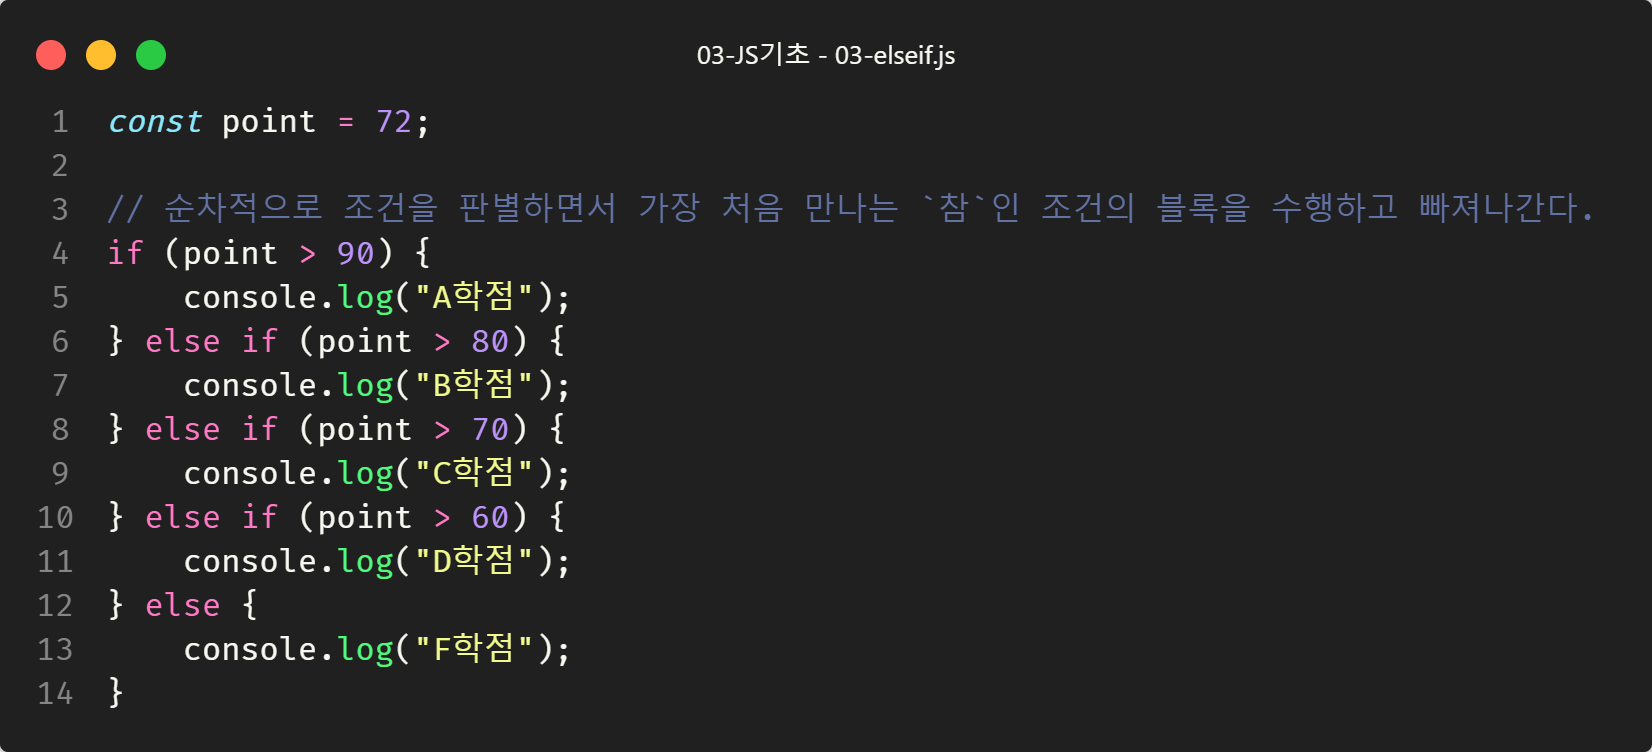 03-JS기초 - 03-elseif.js
1 const point = 72;
2
3 // 순차적으로 조건을 판별하면서 가장 처음 만나는 `참`인 조건의 블록을 수행하고 빠져나간다.
4 if (point > 90) {
5     console.log("A학점");
6 } else if (point > 80) {
7     console.log("B학점");
8 } else if (point > 70) {
9     console.log("C학점");
10 } else if (point > 60) {
11     console.log("D학점");
12 } else {
13     console.log("F학점");
14 }